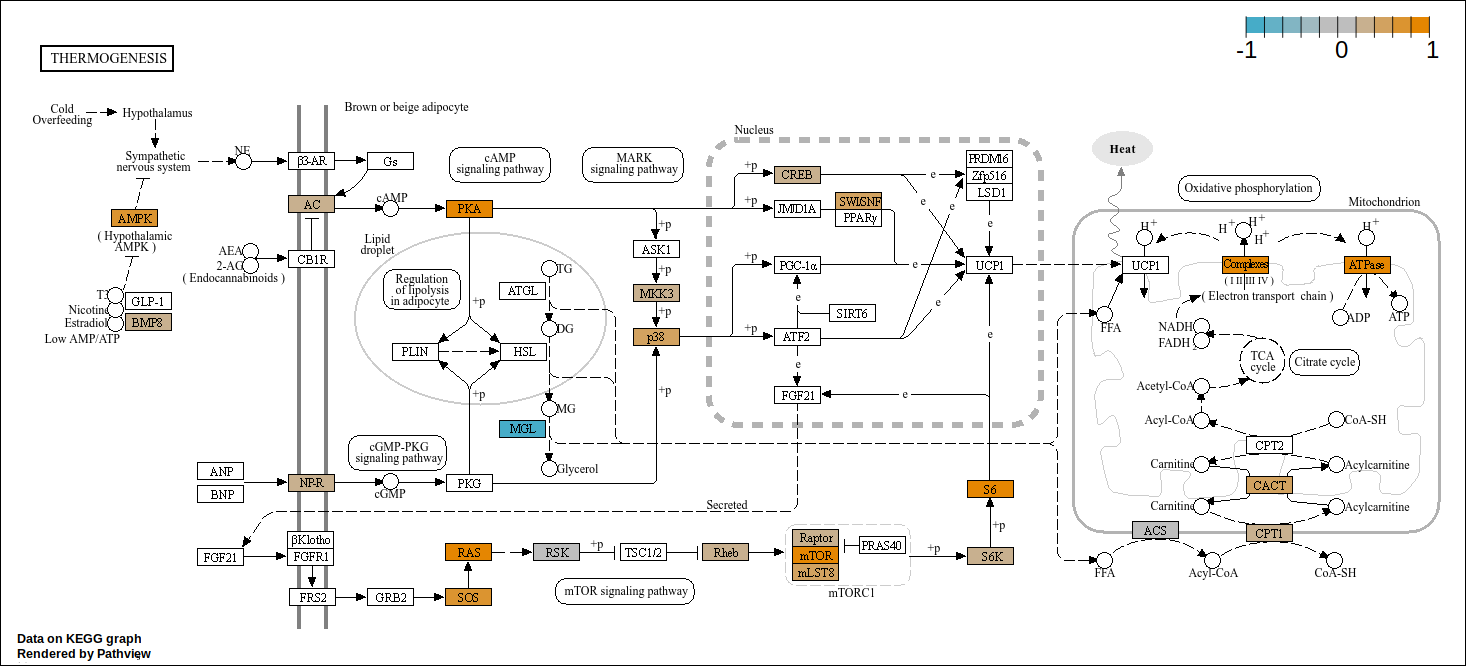 -1 0 1
THERMOGENESIS
Cold
Overfeeding
Hypothalamus
Brown or beige adipocyte
Sympathetic
nervous system
NE
β3-AR
Gs
cAMP
signaling pathway
MARK
signaling pathway
Nucleus
Heat
AC
cAMP
PKA
AMPK
( Hypothalamic
AMPK )
AEA
2-AG
( Endocannabinoids )
CB1R
T3
Nicotine
Estradiol
Low AMP/ATP
GLP-1
BMP8
Lipid
droplet
Regulation
of lipolysis
in adipocyte
+p
PLIN
HSL
+p
ATGL
TG
DG
MG
MGL
Glycerol
+p
ASK1
+p
MKK3
+p
p38
+p
+p
CREB
+p
JMJD1A
SWI/SNF
PPARγ
+p
PGC-1α
SIRT6
ATF2
e
FGF21
e
e
e
e
e
e
e
e
PRDM16
Zfp516
LSD1
e
UCP1
Oxidative phosphorylation
Mitochondrion
H+
H+
H+
H+
H+
UCP1
Complexes
( I II III IV )
( Electron transport chain )
ATPase
ADP
ATP
FFA
NADH
FADH
TCA
cycle
Citrate cycle
Acetyl-CoA
Acyl-CoA
CoA-SH
CPT2
Carnitine
Acylcarnitine
CACT
Carnitine
Acylcarnitine
ACS
CPT1
FFA
Acyl-CoA
CoA-SH
ANP
BNP
NP-R
cGMP-PKG
signaling pathway
cGMP
PKG
Secreted
FGF21
βKlotho
FGFR1
FRS2
GRB2
SOS
RAS
RSK
+p
TSC1/2
Rheb
mTOR signaling pathway
Raptor
mTOR
mLST8
PRAS40
mTORC1
+p
S6K
+p
S6
Data on KEGG graph
Rendered by Pathview